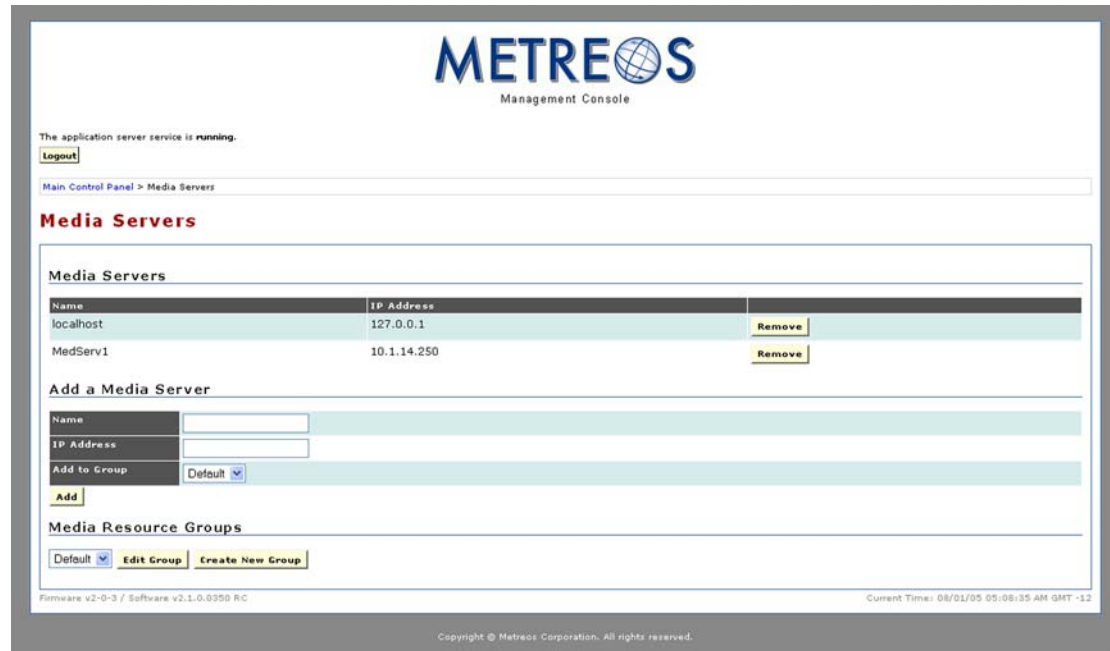 METREOS
Management Console
The application server service is running.
Logout
Main Control Panel > Media Servers
Media Servers
Media Servers
Name IP Address
localhost 127.0.0.1 Remove
MedServ1 10.1.14.250 Remove
Add a Media Server
Name
IP Address
Add to Group Default
Add
Media Resource Groups
Default Edit Group Create New Group
Firmware v2-0-3 / Software v2.1.0.0350 RC Current Time: 08/01/05 05:08:35 AM GMT -12
Copyright © Metreos Corporation. All rights reserved.